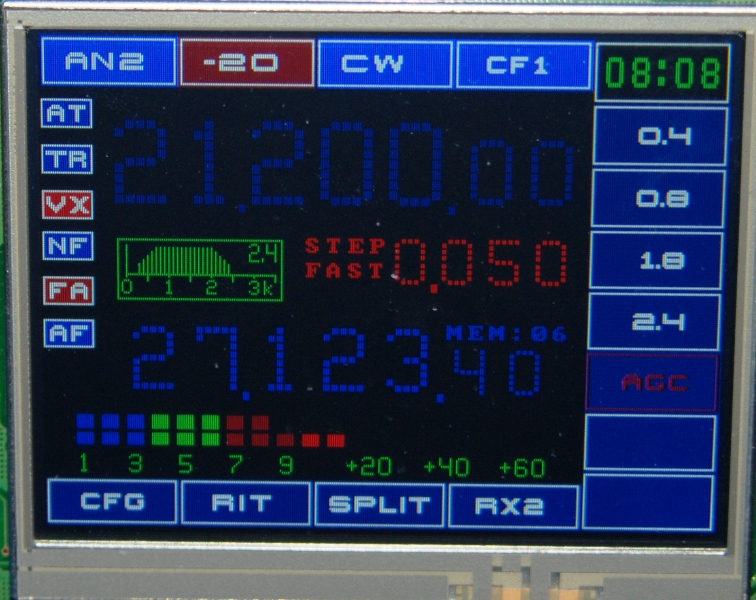 AN2 -20 CW CF1 08:08
AT
21,200,00
0.4
TR
0.8
VX
NF
2.4
STEP
FAST
0,050
1.8
0 1 2 3k
FA
2.4
AF
27,123,40
MEM:06
AGC
1 3 5 7 9 +20 +40 +60
CFG RIT SPLIT RX2